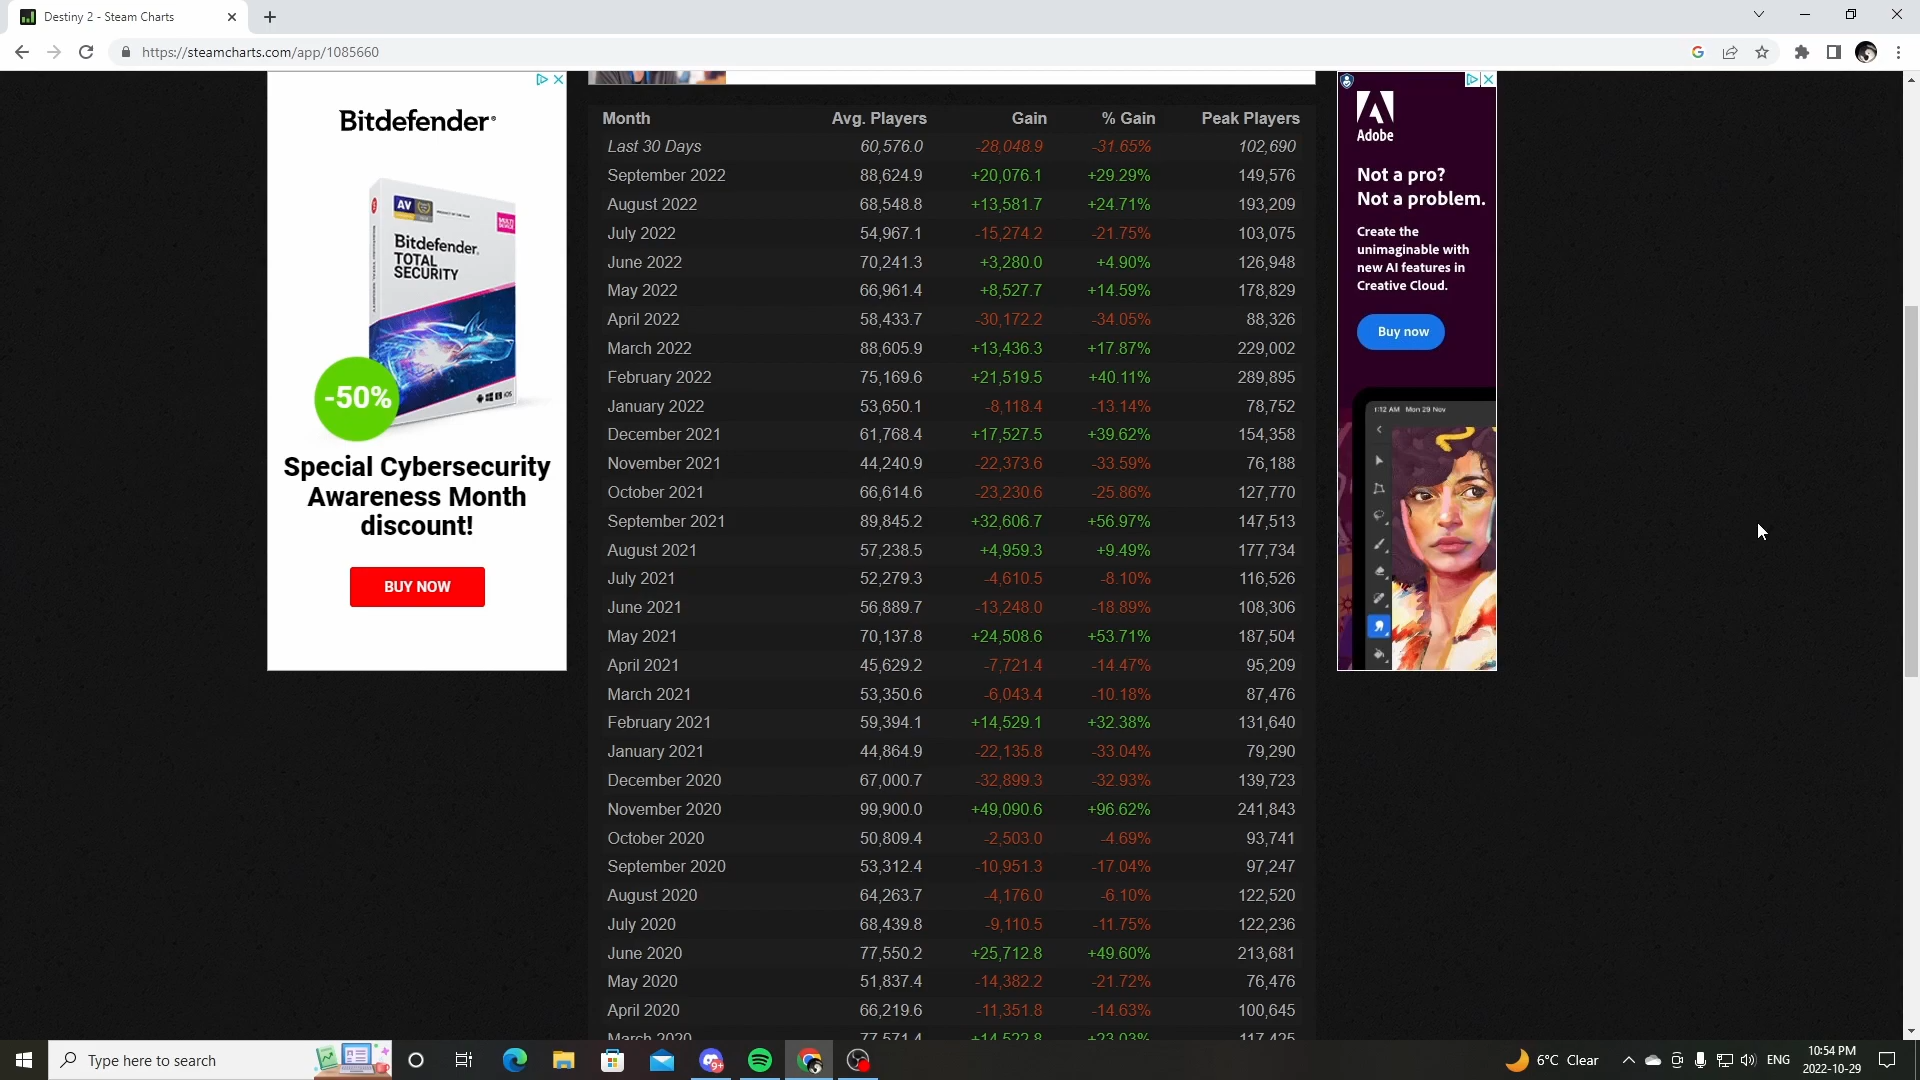 Destiny 2 - Steam Charts
https://steamcharts.com/app/1085660
Bitdefender
AV
Bitdefender
TOTAL
SECURITY
-50%
Special Cybersecurity
Awareness Month
discount!
BUY NOW
Month Avg. Players Gain % Gain Peak Players
Last 30 Days 60,576.0 -28,048.9 -31.65% 102,690
September 2022 88,624.9 +20,076.1 +29.29% 149,576
August 2022 68,548.8 +13,581.7 +24.71% 193,209
July 2022 54,967.1 -15,274.2 -21.75% 103,075
June 2022 70,241.3 +3,280.0 +4.90% 126,948
May 2022 66,961.4 +8,527.7 +14.59% 178,829
April 2022 58,433.7 -30,172.2 -34.05% 88,326
March 2022 88,605.9 +13,436.3 +17.87% 229,002
February 2022 75,169.6 +21,519.5 +40.11% 289,895
January 2022 53,650.1 -8,118.4 -13.14% 78,752
December 2021 61,768.4 +17,527.5 +39.62% 154,358
November 2021 44,240.9 -22,373.6 -33.59% 76,188
October 2021 66,614.6 -23,230.6 -25.86% 127,770
September 2021 89,845.2 +32,606.7 +56.97% 147,513
August 2021 57,238.5 +4,959.3 +9.49% 177,734
July 2021 52,279.3 -4,610.5 -8.10% 116,526
June 2021 56,889.7 -13,248.0 -18.89% 108,306
May 2021 70,137.8 +24,508.6 +53.71% 187,504
April 2021 45,629.2 -7,721.4 -14.47% 95,209
March 2021 53,350.6 -6,043.4 -10.18% 87,476
February 2021 59,394.1 +14,529.1 +32.38% 131,640
January 2021 44,864.9 -22,135.8 -33.04% 79,290
December 2020 67,000.7 -32,899.3 -32.93% 139,723
November 2020 99,900.0 +49,090.6 +96.62% 241,843
October 2020 50,809.4 -2,503.0 -4.69% 93,741
September 2020 53,312.4 -10,951.3 -17.04% 97,247
August 2020 64,263.7 -4,176.0 -6.10% 122,520
July 2020 68,439.8 -9,110.5 -11.75% 122,236
June 2020 77,550.2 +25,712.8 +49.60% 213,681
May 2020 51,837.4 -14,382.2 -21.72% 76,476
April 2020 66,219.6 -11,351.8 -14.63% 100,645
March 2020 77,571.4 +14,522.8 +23.03% 117,425
Adobe
Not a pro?
Not a problem.
Create the
unimaginable with
new AI features in
Creative Cloud.
Buy now
1:12 AM Mon 29 Nov
Type here to search
9+
6°C Clear
ENG
10:54 PM
2022-10-29